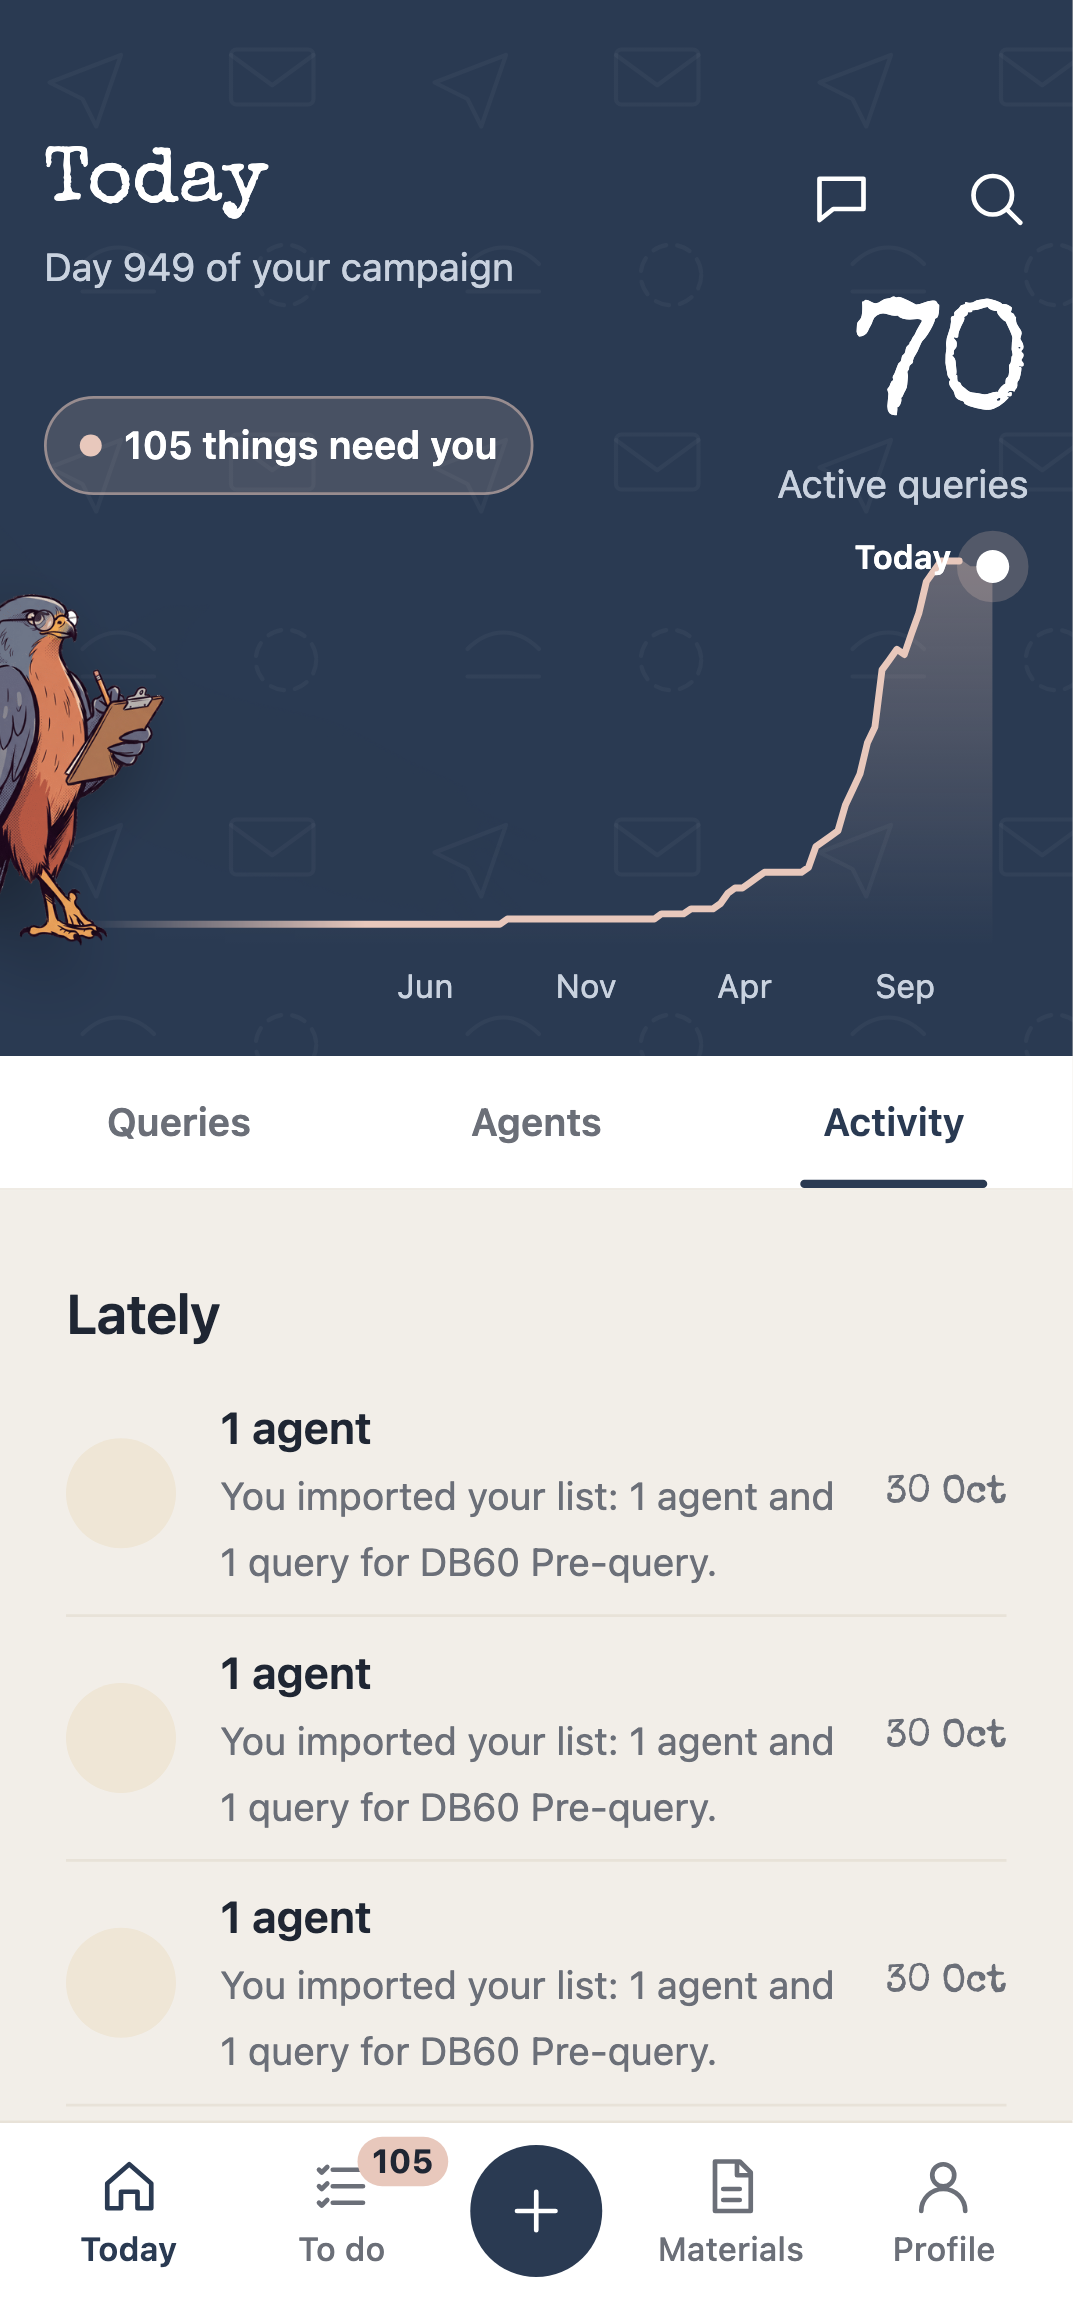 Today
Day 949 of your campaign
70
105 things need you
Active queries
Today
Jun Nov Apr Sep
Queries Agents Activity
Lately
1 agent
You imported your list: 1 agent and
1 query for DB60 Pre-query.
30 Oct
1 agent
You imported your list: 1 agent and
1 query for DB60 Pre-query.
30 Oct
1 agent
You imported your list: 1 agent and
1 query for DB60 Pre-query.
30 Oct
105
Today To do Materials Profile